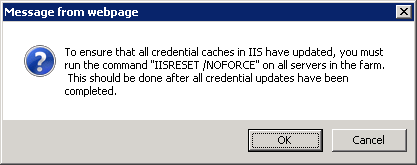 Message from webpage
To ensure that all credential caches in IIS have updated, you must
run the command "IISRESET /NOFORCE" on all servers in the farm.
This should be done after all credential updates have been
completed.
OK
Cancel